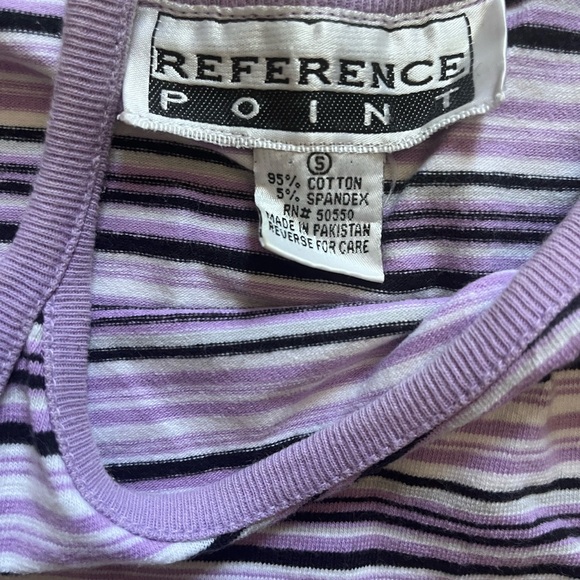 REFERENCE
POINT
S
95% COTTON
5% SPANDEX
RN# 50550
MADE IN PAKISTAN
REVERSE FOR CARE